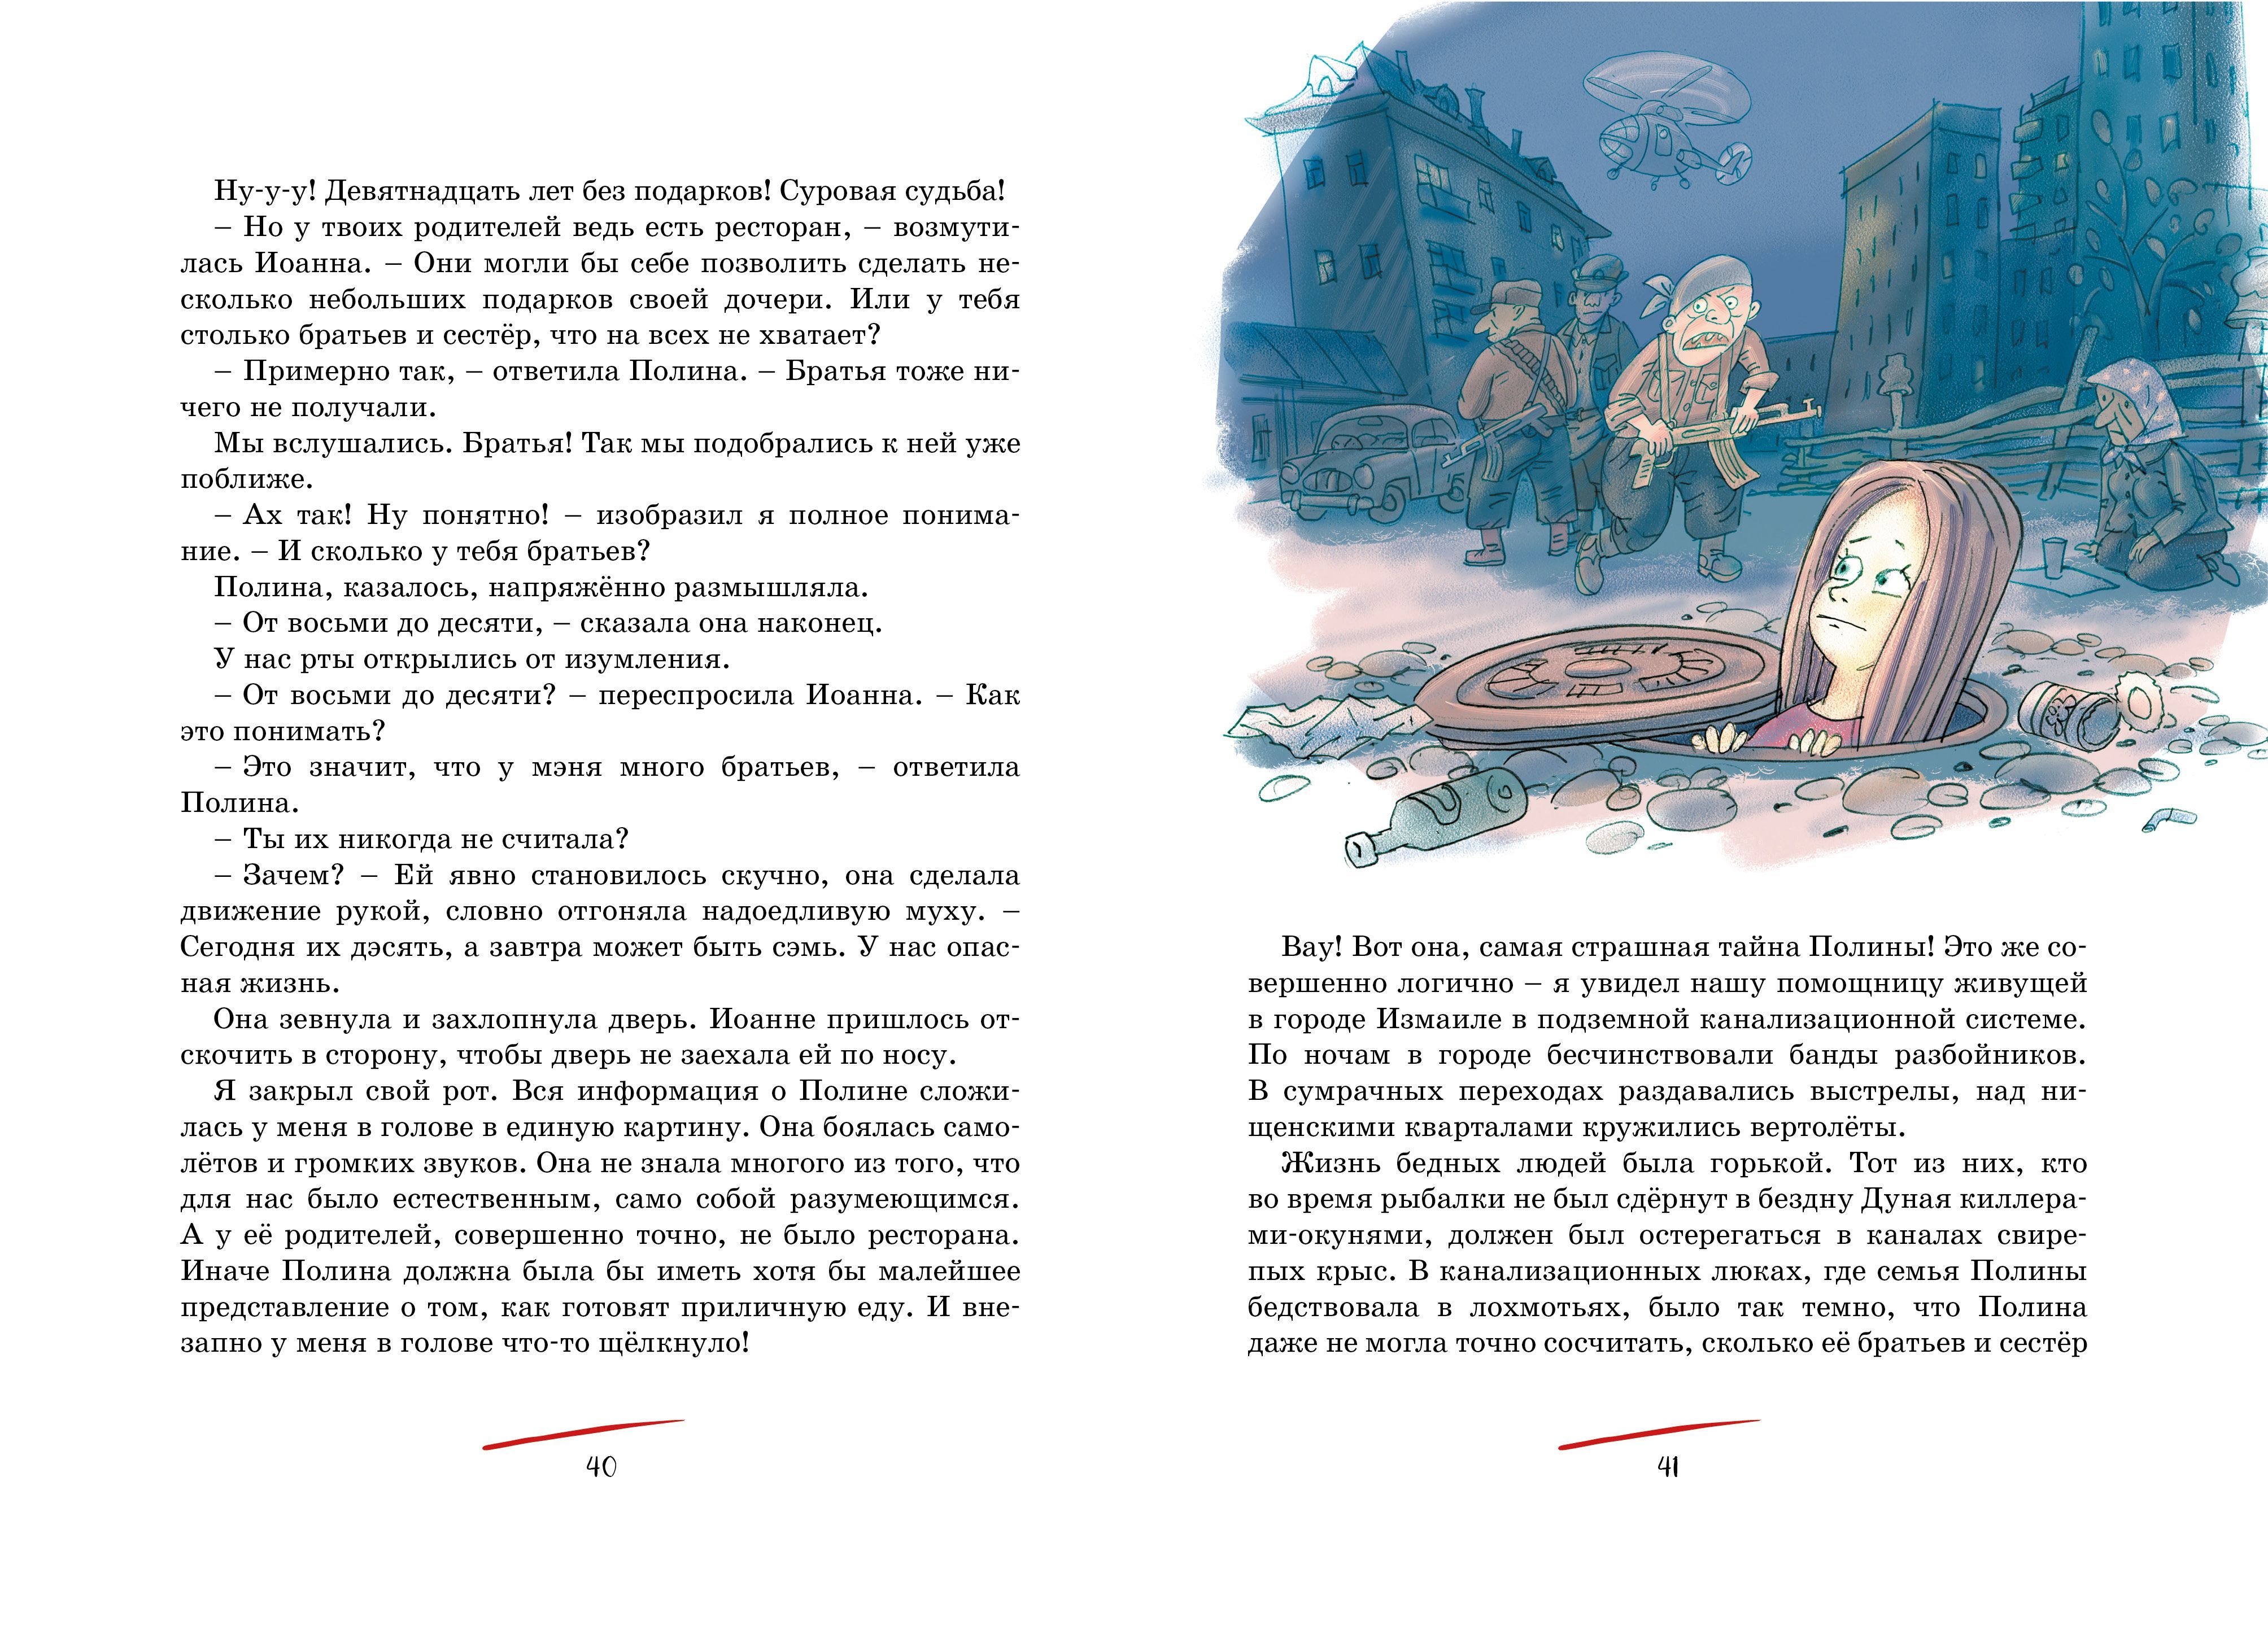 Ну-у-у! Девятнадцать лет без подарков! Суровая судьба!
– Но у твоих родителей ведь есть ресторан, – возмути-
лась Иоанна. – Они могли бы себе позволить сделать не-
сколько небольших подарков своей дочери. Или у тебя
столько братьев и сестёр, что на всех не хватает?
– Примерно так, – ответила Полина. – Братья тоже ни-
чего не получали.
Мы вслушались. Братья! Так мы подобрались к ней уже
поближе.
– Ах так! Ну понятно! – изобразил я полное понима-
ние. – И сколько у тебя братьев?
Полина, казалось, напряжённо размышляла.
– От восьми до десяти, – сказала она наконец.
У нас рты открылись от изумления.
– От восьми до десяти? – переспросила Иоанна. – Как
это понимать?
– Это значит, что у мэня много братьев, – ответила
Полина.
– Ты их никогда не считала?
– Зачем? – Ей явно становилось скучно, она сделала
движение рукой, словно отгоняла надоедливую муху. –
Сегодня их дэсять, а завтра может быть сэмь. У нас опас-
ная жизнь.
Она зевнула и захлопнула дверь. Иоанне пришлось от-
скочить в сторону, чтобы дверь не заехала ей по носу.
Я закрыл свой рот. Вся информация о Полине сложи-
лась у меня в голове в единую картину. Она боялась само-
лётов и громких звуков. Она не знала многого из того, что
для нас было естественным, само собой разумеющимся.
А у её родителей, совершенно точно, не было ресторана.
Иначе Полина должна была бы иметь хотя бы малейшее
представление о том, как готовят приличную еду. И вне-
запно у меня в голове что-то щёлкнуло!
40
Вау! Вот она, самая страшная тайна Полины! Это же со-
вершенно логично – я увидел нашу помощницу живущей
в городе Измаиле в подземной канализационной системе.
По ночам в городе бесчинствовали банды разбойников.
В сумрачных переходах раздавались выстрелы, над ни-
щенскими кварталами кружились вертолёты.
Жизнь бедных людей была горькой. Тот из них, кто
во время рыбалки не был сдёрнут в бездну Дуная киллера-
ми-окунями, должен был остерегаться в каналах свире-
пых крыс. В канализационных люках, где семья Полины
бедствовала в лохмотьях, было так темно, что Полина
даже не могла точно сосчитать, сколько её братьев и сестёр
41